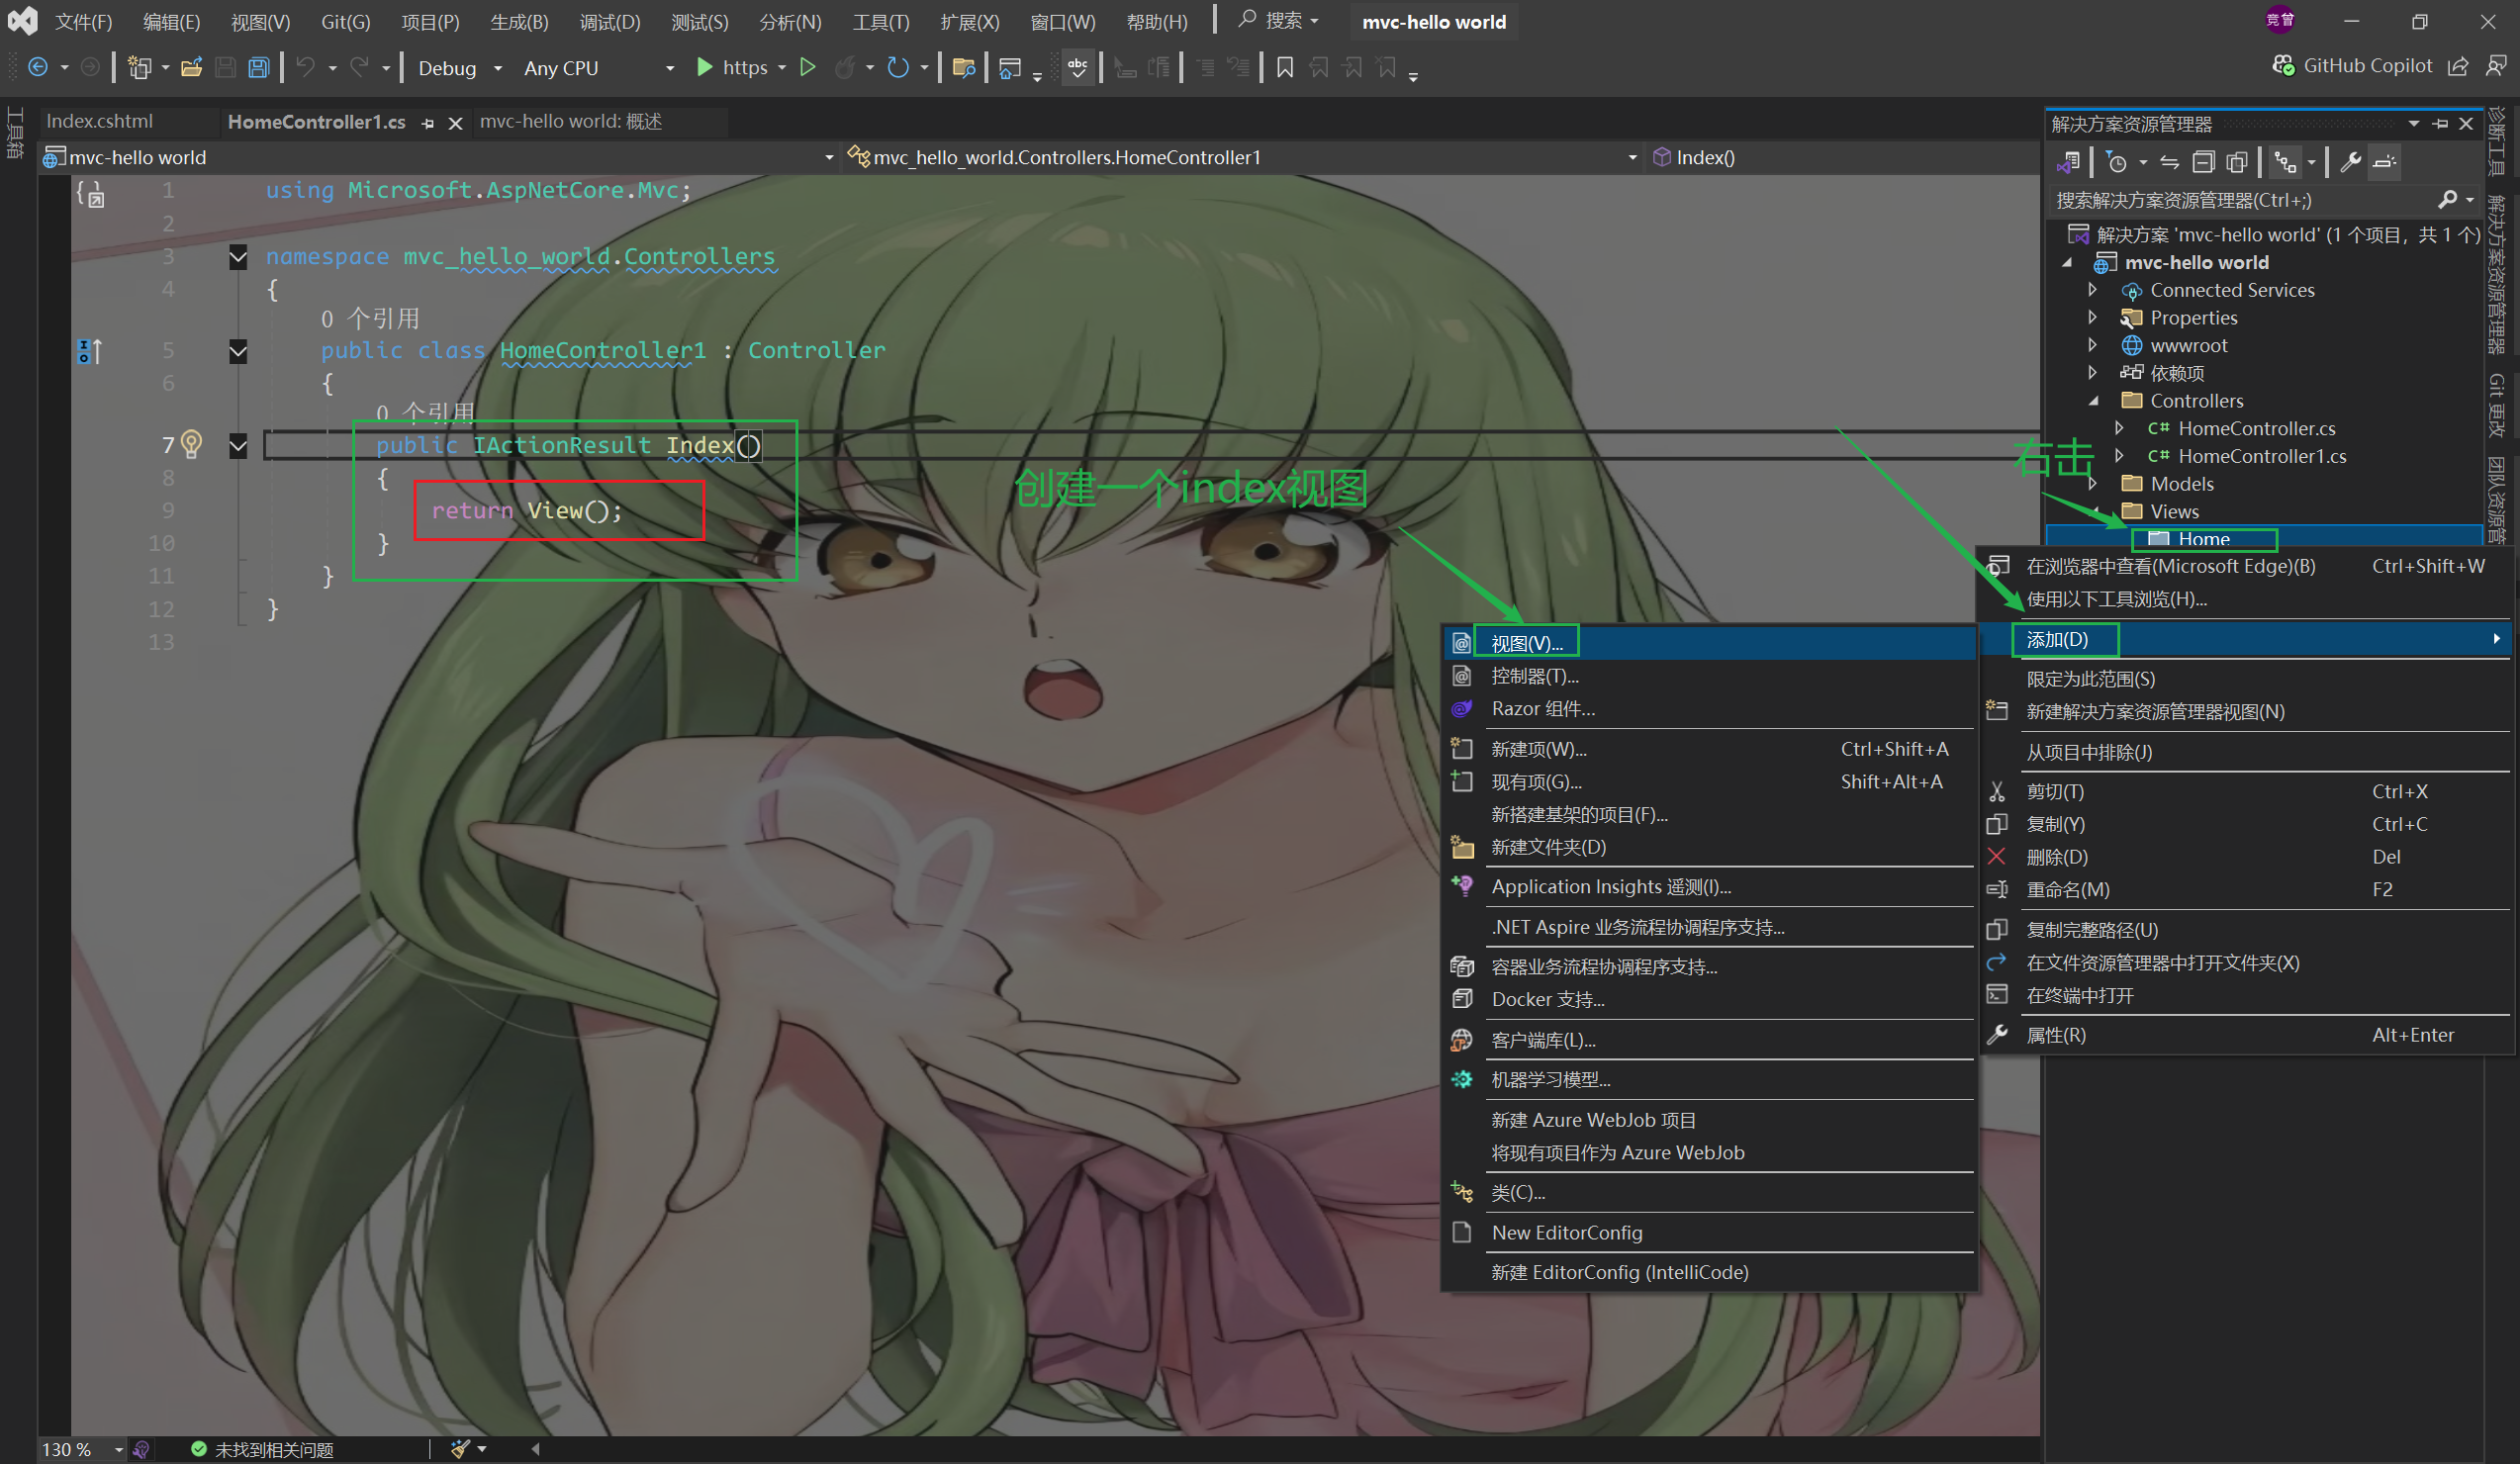 文件(F) 编辑(E) 视图(V) Git(G) 项目(P) 生成(B) 调试(D) 测试(S) 分析(N) 工具(T) 扩展(X) 窗口(W) 帮助(H) 搜索 mvc-hello world 竞曾
Debug Any CPU https abc GitHub Copilot
工具箱
Index.cshtml HomeController1.cs mvc-hello world: 概述
mvc-hello world mvc_hello_world.Controllers.HomeController1 Index()
1 using Microsoft.AspNetCore.Mvc;
2
3 namespace mvc_hello_world.Controllers
4 {
0 个引用
5 public class HomeController1 : Controller
6 {
0 个引用
7 public IActionResult Index()
8 {
9 return View();
10 }
11 }
12 }
13
创建一个index视图
右击
解决方案资源管理器
搜索解决方案资源管理器(Ctrl+;)
解决方案 'mvc-hello world' (1 个项目，共 1 个)
mvc-hello world
Connected Services
Properties
wwwroot
依赖项
Controllers
C# HomeController.cs
C# HomeController1.cs
Models
Views
Home
诊断工具
解决方案资源管理器
Git 更改
团队资源管
在浏览器中查看(Microsoft Edge)(B) Ctrl+Shift+W
使用以下工具浏览(H)...
添加(D)
限定为此范围(S)
新建解决方案资源管理器视图(N)
从项目中排除(J)
剪切(T) Ctrl+X
复制(Y) Ctrl+C
删除(D) Del
重命名(M) F2
复制完整路径(U)
在文件资源管理器中打开文件夹(X)
在终端中打开
属性(R) Alt+Enter
视图(V)...
控制器(T)...
Razor 组件...
新建项(W)... Ctrl+Shift+A
现有项(G)... Shift+Alt+A
新搭建基架的项目(F)...
新建文件夹(D)
Application Insights 遥测(I)...
.NET Aspire 业务流程协调程序支持...
容器业务流程协调程序支持...
Docker 支持...
客户端库(L)...
机器学习模型...
新建 Azure WebJob 项目
将现有项目作为 Azure WebJob
类(C)...
New EditorConfig
新建 EditorConfig (IntelliCode)
130 % 未找到相关问题